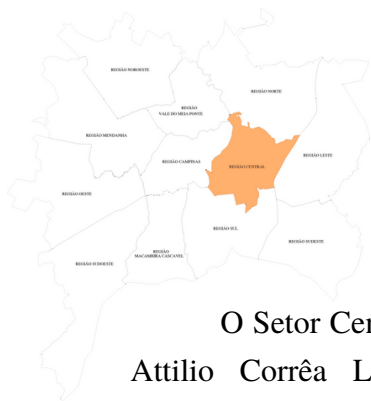 REGIÃO NOROESTE
REGIÃO NORTE
REGIÃO
VALE DO MEIA PONTE
REGIÃO MENDANHA
REGIÃO CAMPINAS
REGIÃO CENTRAL
REGIÃO LESTE
REGIÃO OESTE
REGIÃO SUL
REGIÃO SUDESTE
REGIÃO
MACAMBIRA CASCAVEL
REGIÃO SUDOESTE
O Setor Cen
Attilio Corrêa L